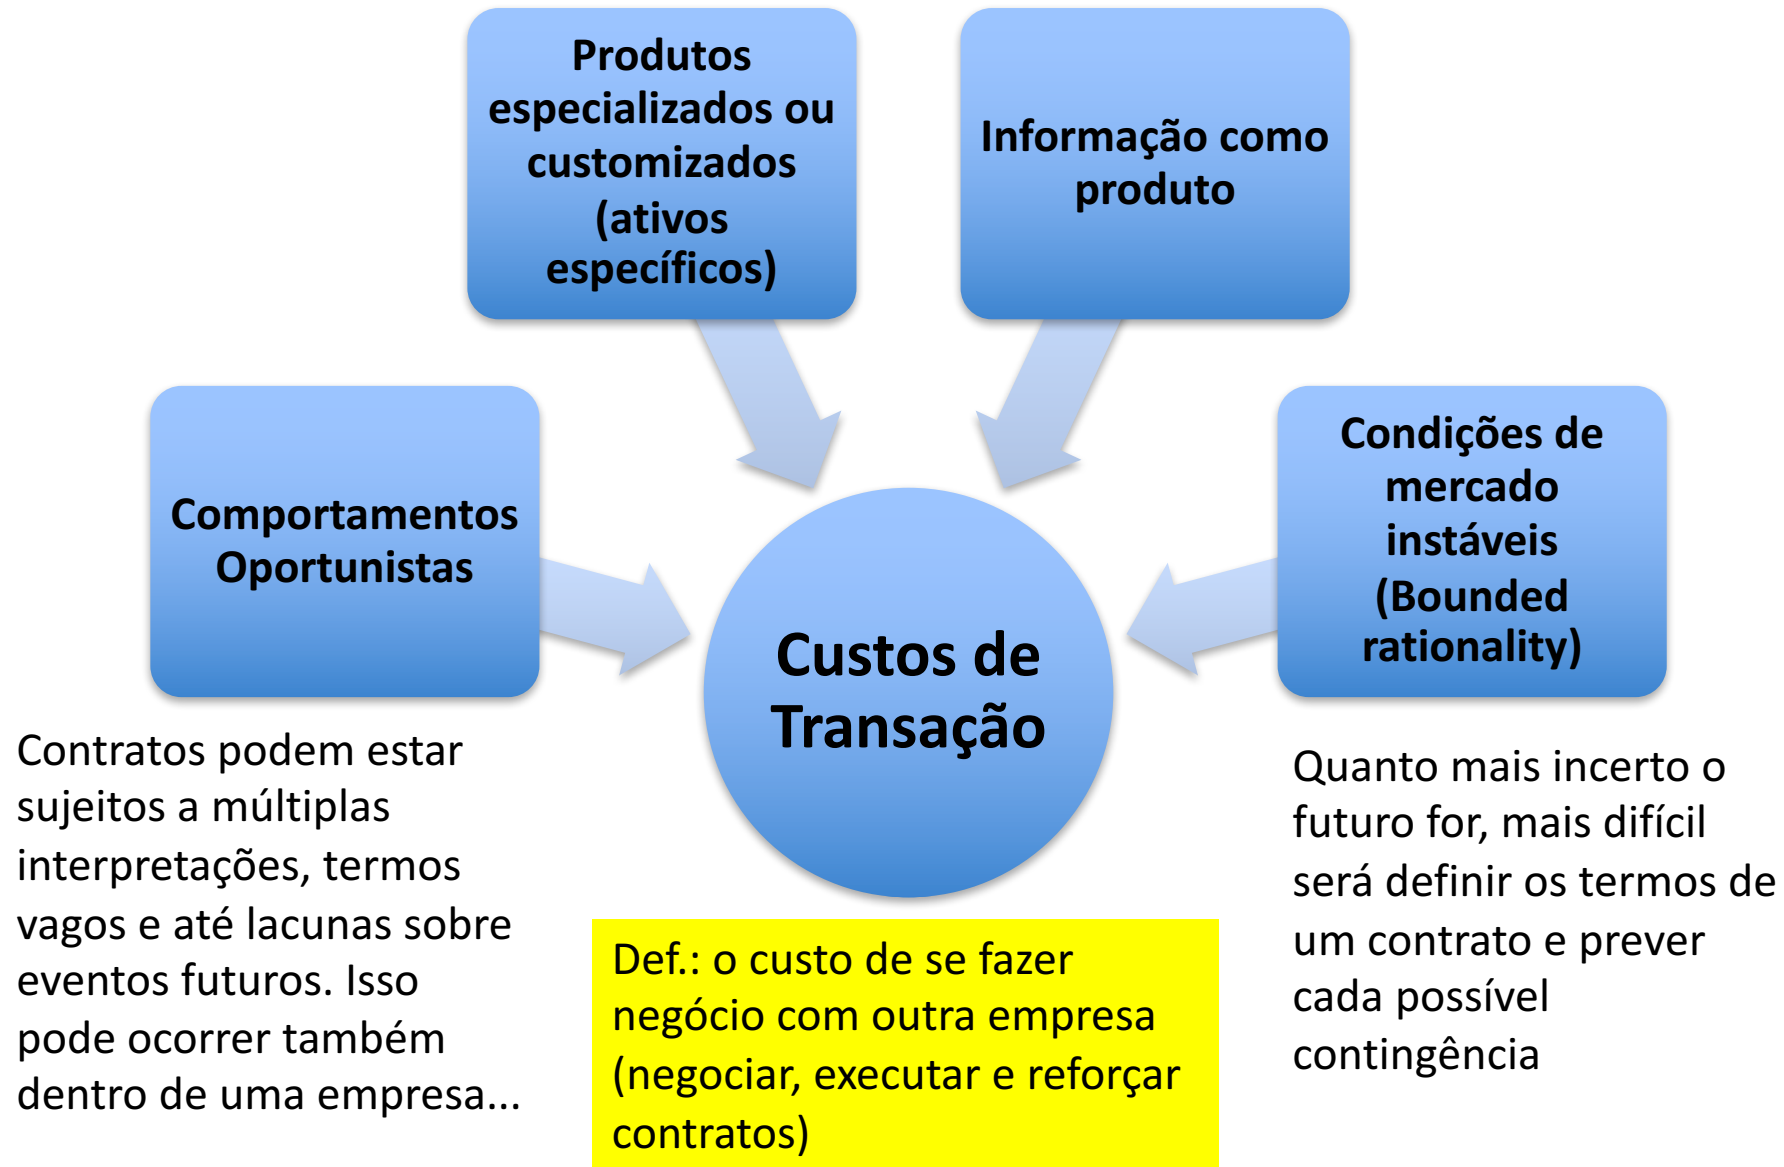 Produtos
especializados ou
customizados
(ativos
específicos)
Informação como
produto
Comportamentos
Oportunistas
Condições de
mercado
instáveis
(Bounded
rationality)
Custos de
Transação
Contratos podem estar
sujeitos a múltiplas
interpretações, termos
vagos e até lacunas sobre
eventos futuros. Isso
pode ocorrer também
dentro de uma empresa...
Def.: o custo de se fazer
negócio com outra empresa
(negociar, executar e reforçar
contratos)
Quanto mais incerto o
futuro for, mais difícil
será definir os termos de
um contrato e prever
cada possível
contingência